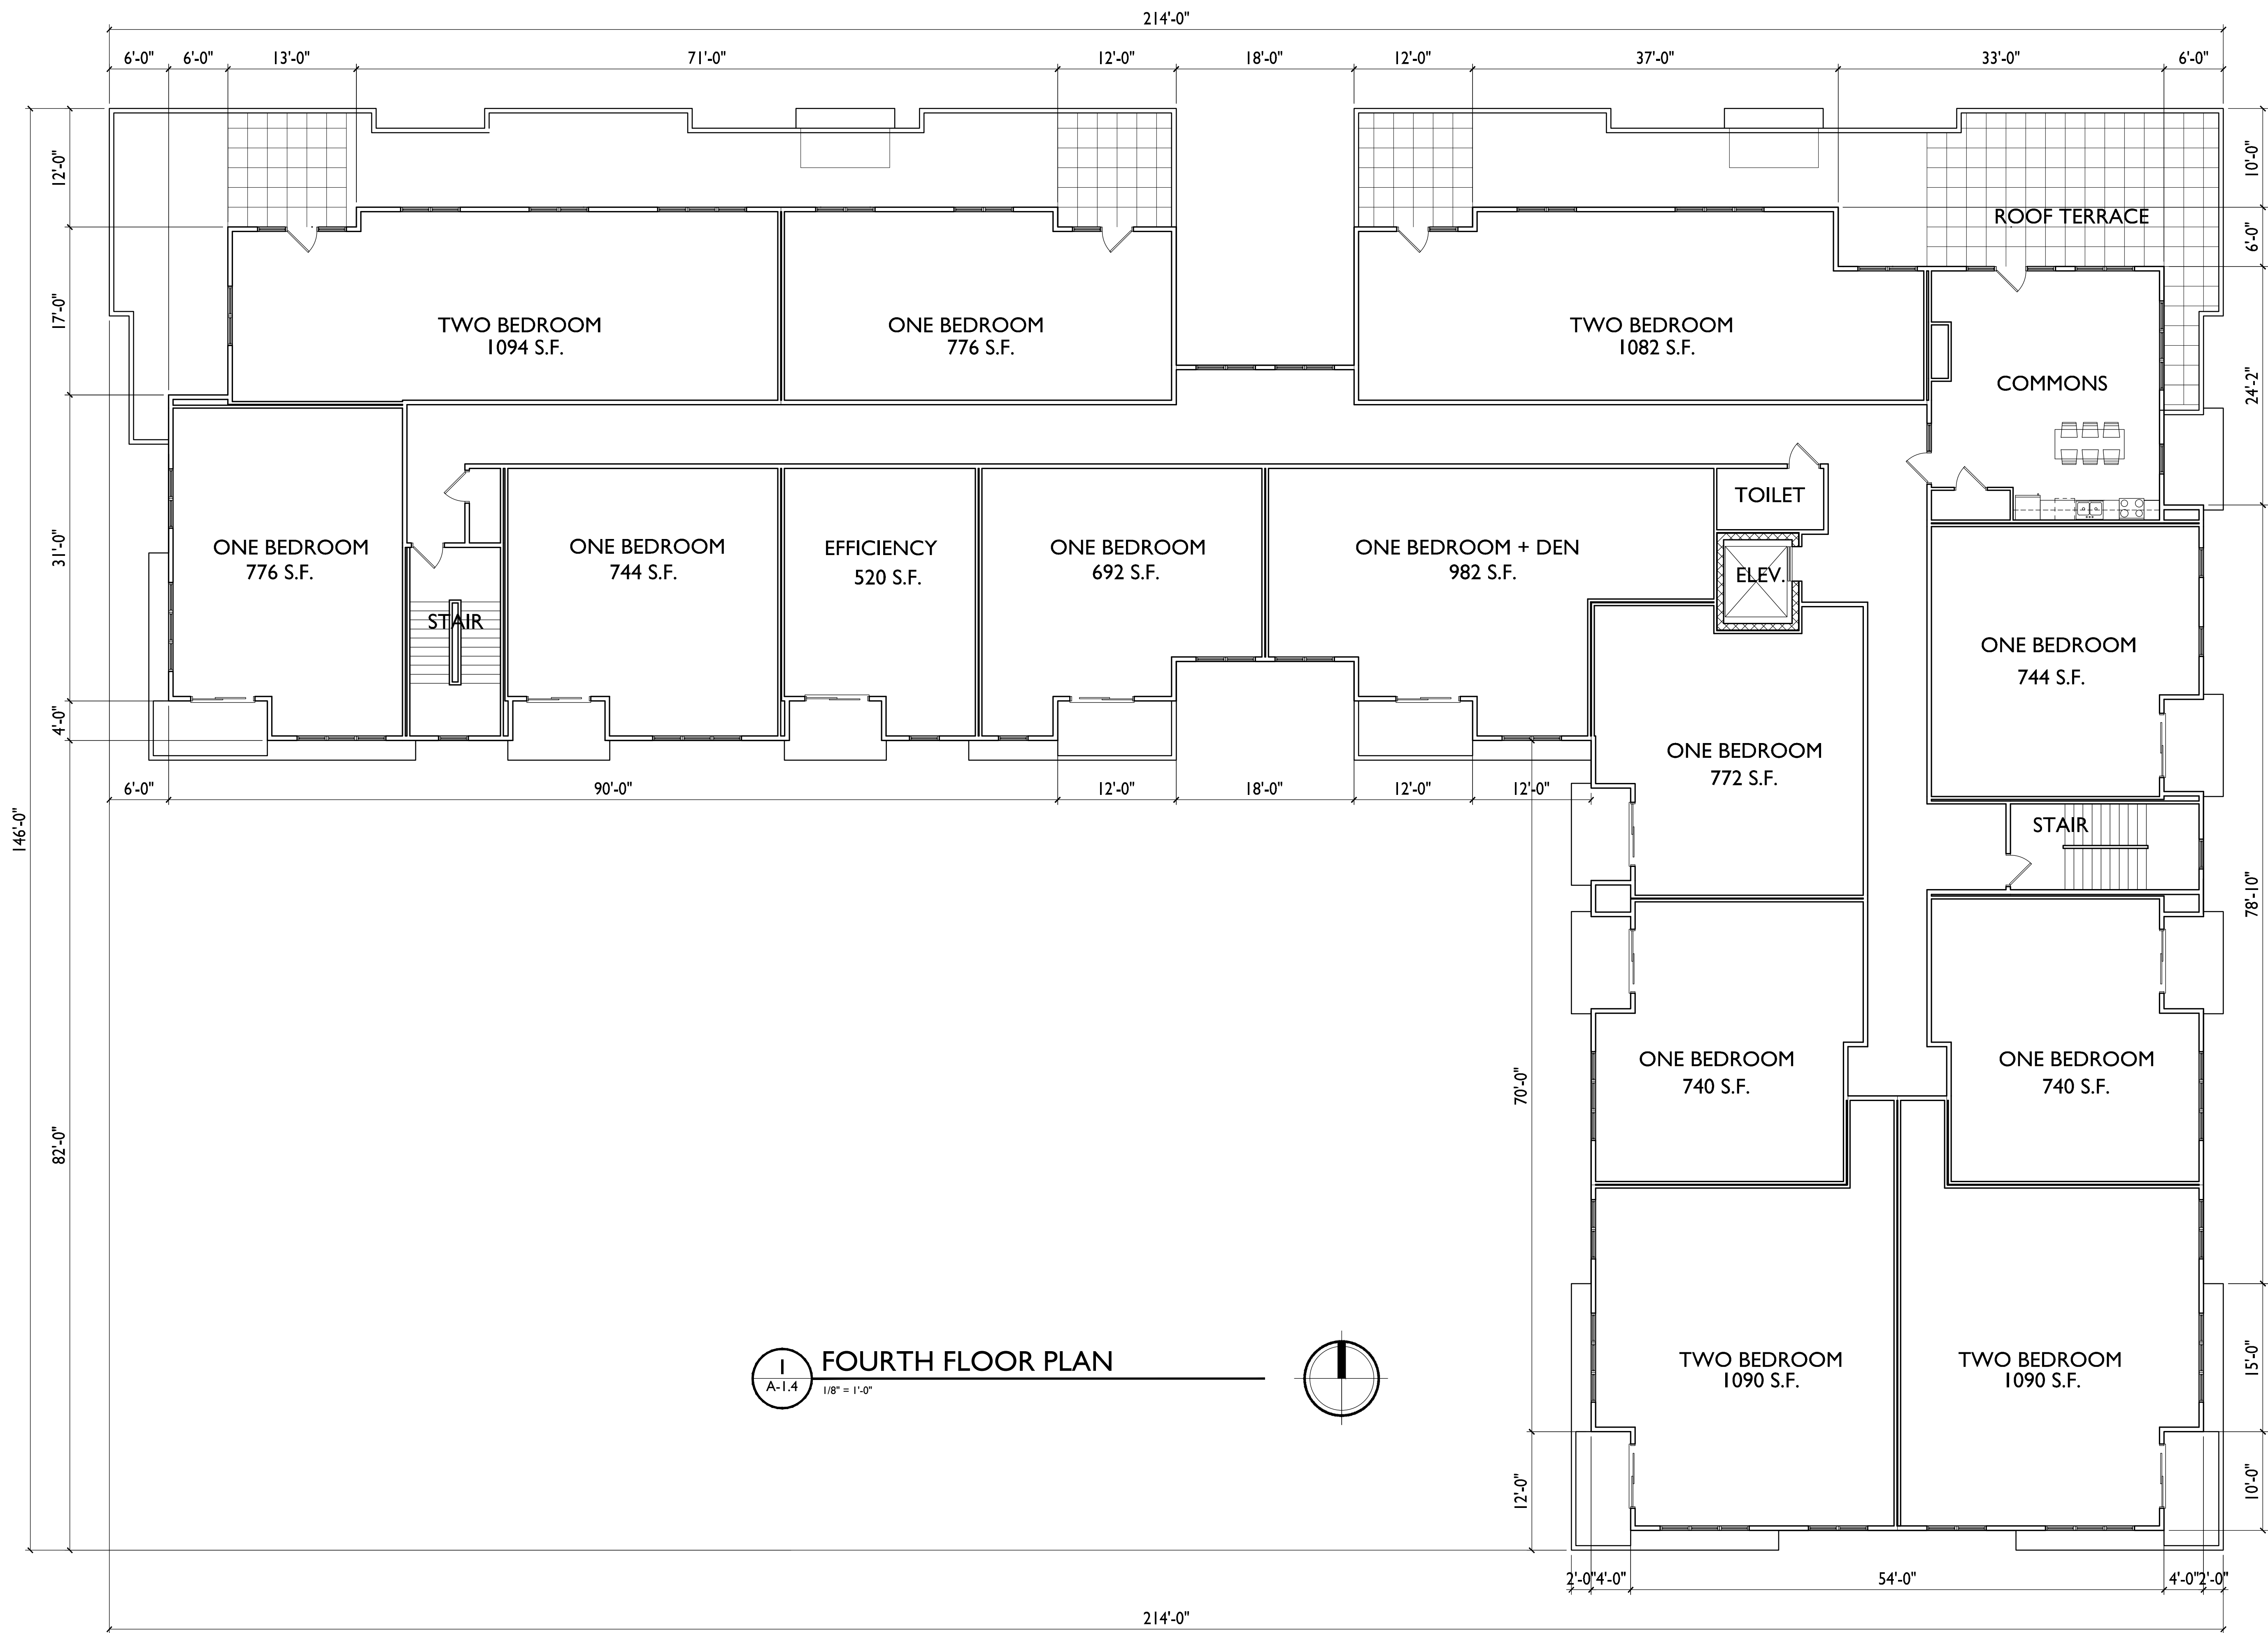 214'-0"
6'-0" 6'-0" 13'-0" 71'-0" 12'-0" 18'-0" 12'-0" 37'-0" 33'-0" 6'-0"
12'-0"
17'-0"
31'-0"
4'-0"
146'-0"
82'-0"
10'-0"
6'-0"
24'-2"
78'-10"
15'-0"
10'-0"
ROOF TERRACE
TWO BEDROOM
1094 S.F.
ONE BEDROOM
776 S.F.
TWO BEDROOM
1082 S.F.
COMMONS
TOILET
ELEV.
ONE BEDROOM
776 S.F.
STAIR
ONE BEDROOM
744 S.F.
EFFICIENCY
520 S.F.
ONE BEDROOM
692 S.F.
ONE BEDROOM + DEN
982 S.F.
ONE BEDROOM
744 S.F.
ONE BEDROOM
772 S.F.
STAIR
6'-0" 90'-0" 12'-0" 18'-0" 12'-0" 12'-0"
70'-0"
12'-0"
ONE BEDROOM
740 S.F.
ONE BEDROOM
740 S.F.
TWO BEDROOM
1090 S.F.
TWO BEDROOM
1090 S.F.
1
A-1.4
FOURTH FLOOR PLAN
1/8" = 1'-0"
2'-0" 4'-0" 54'-0" 4'-0" 2'-0"
214'-0"